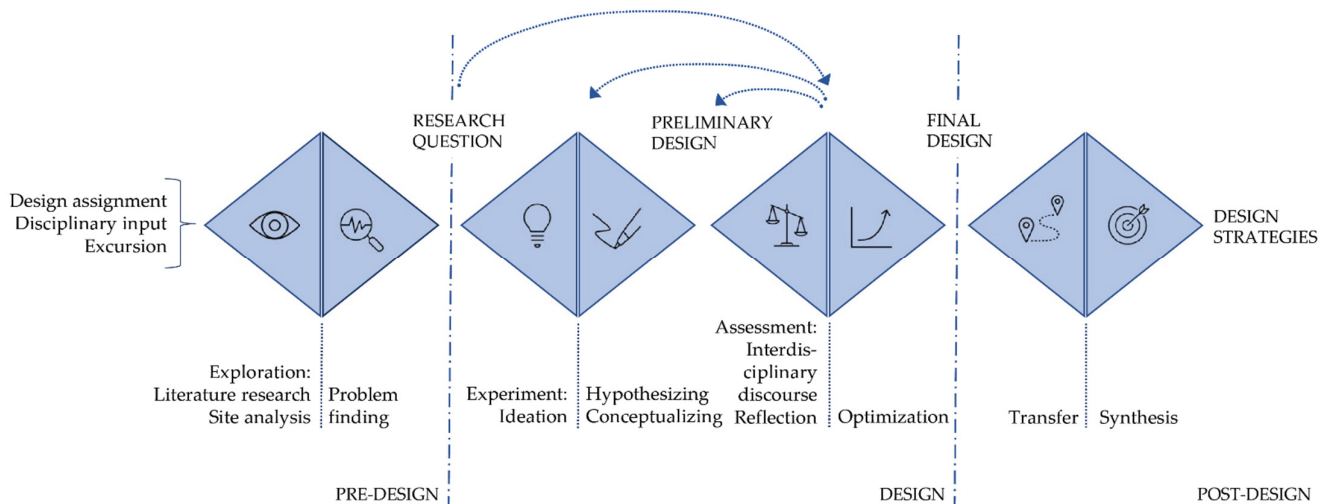 RESEARCH
QUESTION
PRELIMINARY
DESIGN
FINAL
DESIGN
Design assignment
Disciplinary input
Excursion
DESIGN
STRATEGIES
Exploration:
Literature research
Site analysis
Problem
finding
Experiment:
Ideation
Hypothesizing
Conceptualizing
Assessment:
Interdis-
ciplinary
discourse
Reflection
Optimization
Transfer
Synthesis
PRE-DESIGN
DESIGN
POST-DESIGN